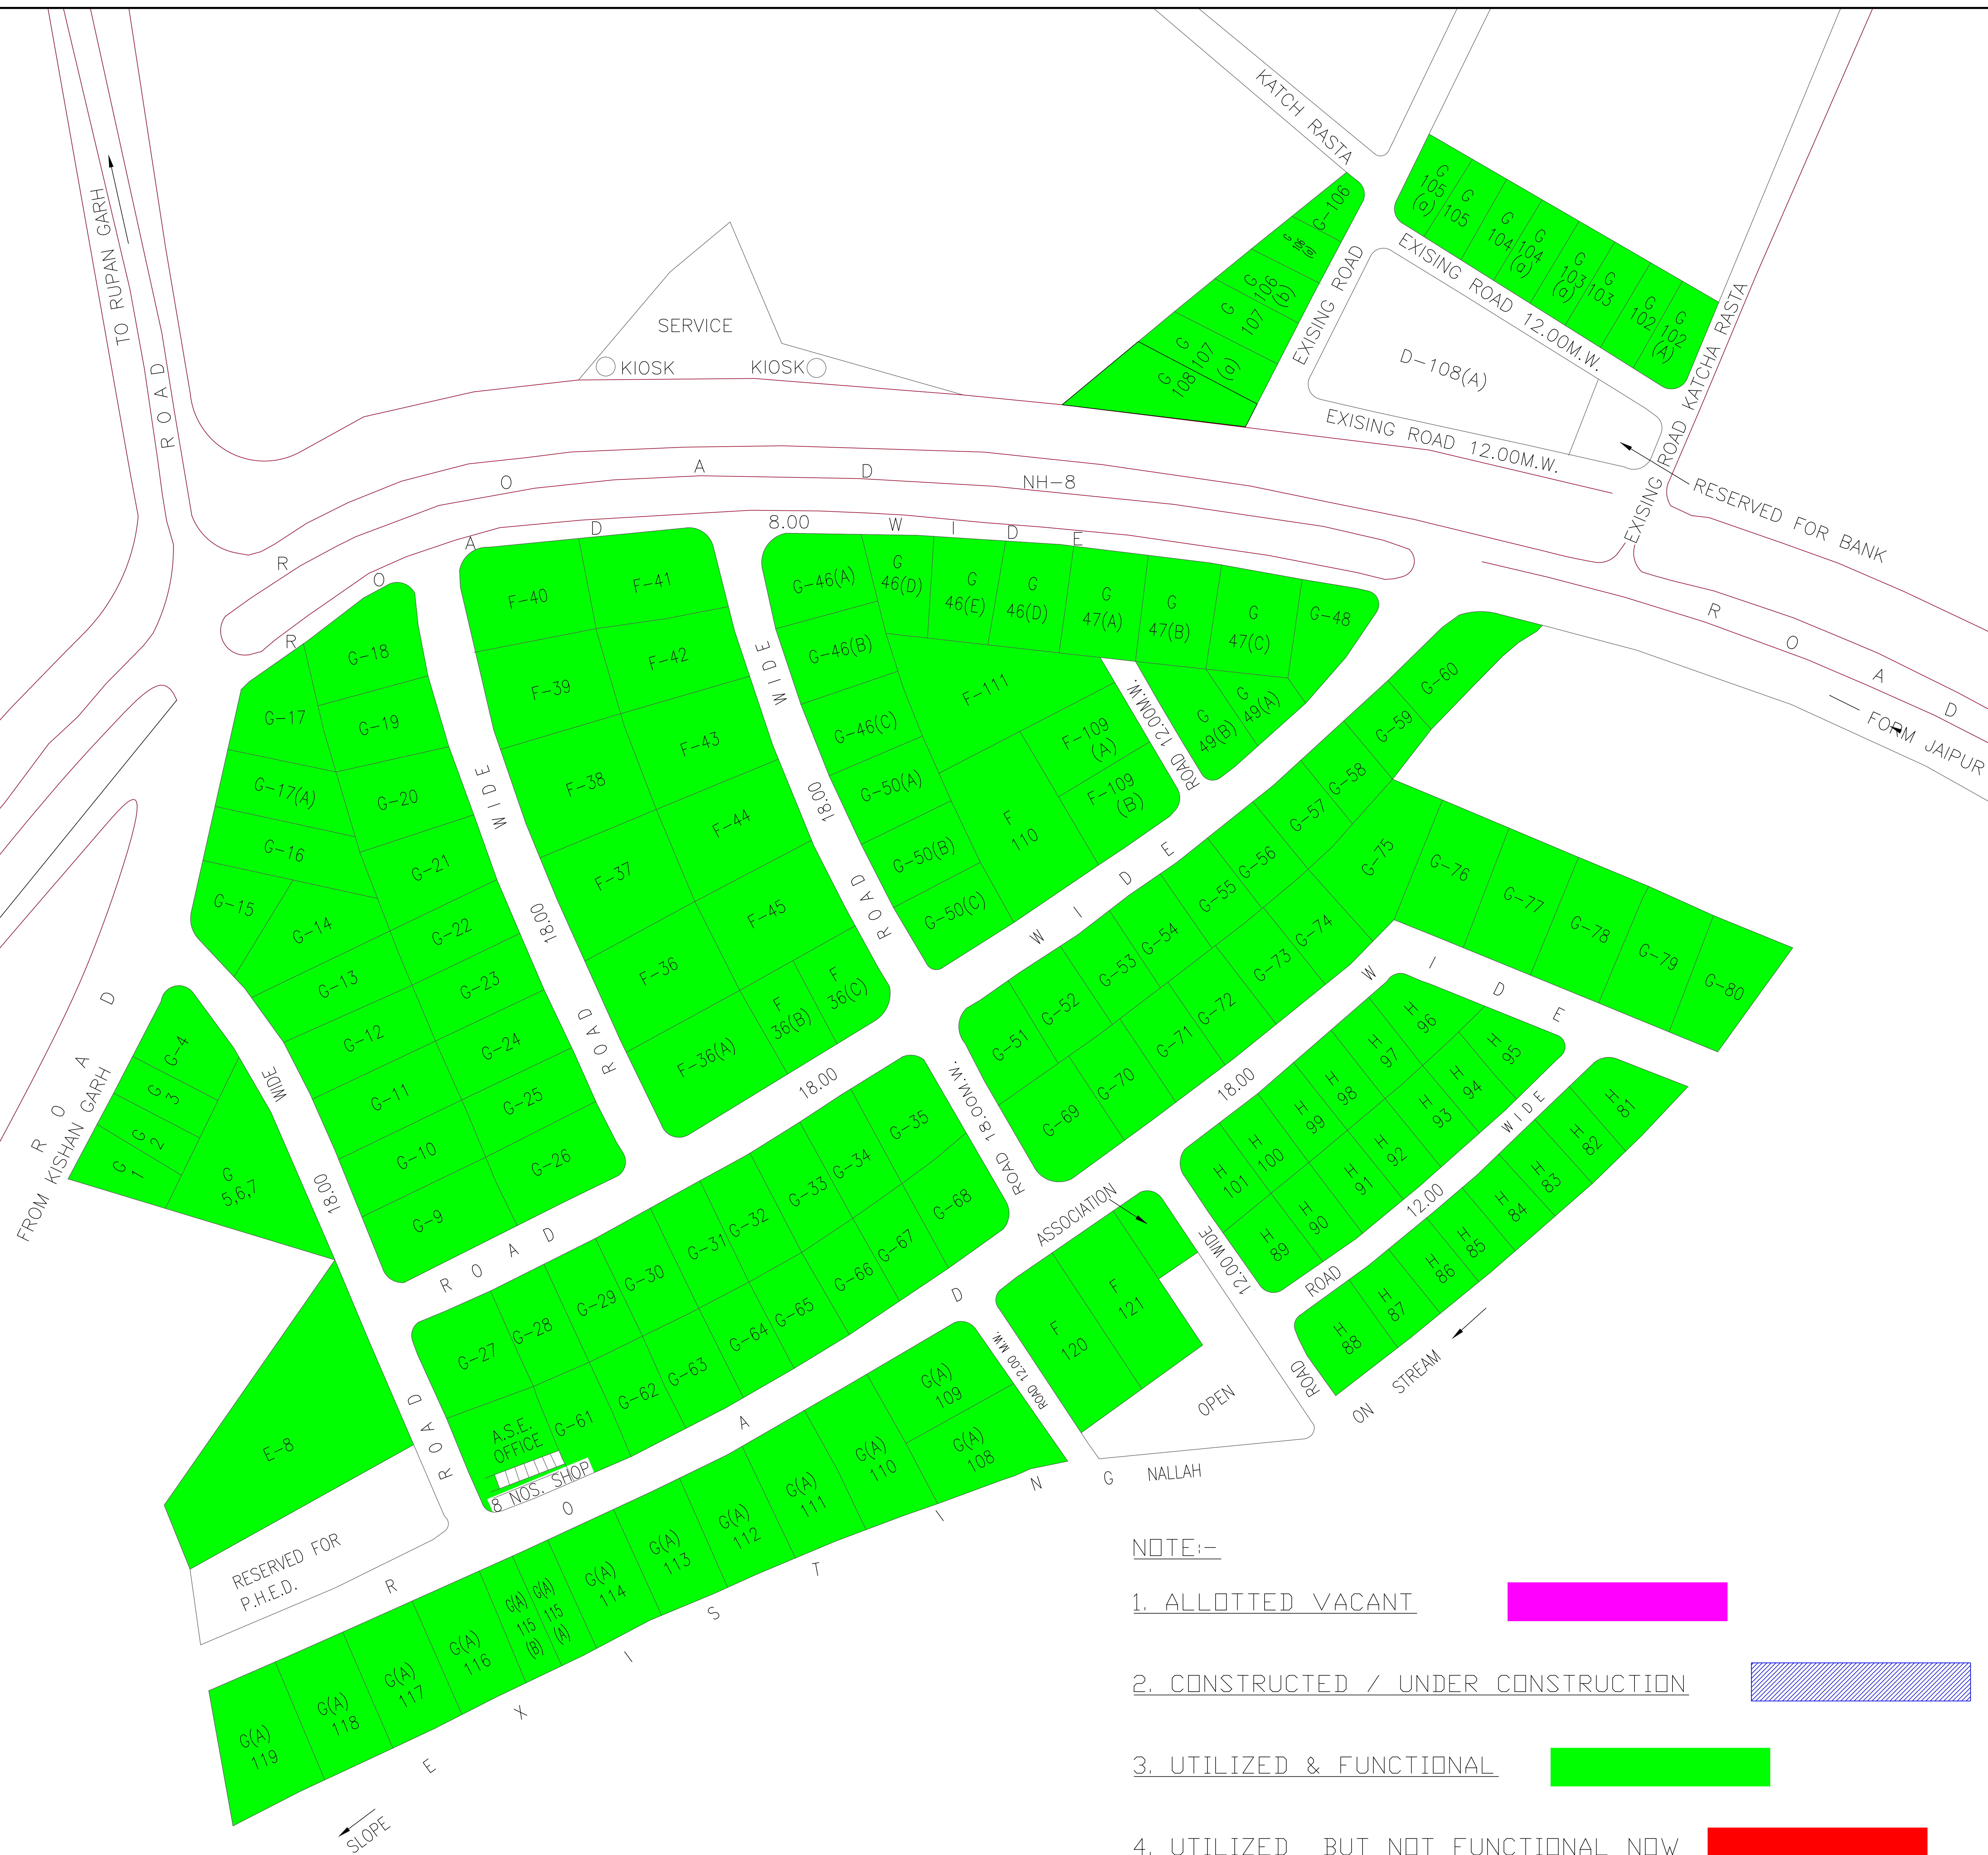 KATCH RASTA
TO RUPAN GARH
ROAD
SERVICE
KIOSK
KIOSK
G-106
G
106
(b)
G
107
G
107
(a)
G
108
EXISING ROAD
G
105
(a)
G
105
G
104
G
104
(a)
G
103
(a)
G
103
G
102
G
102
(A)
EXISING ROAD 12.00M.W.
D-108(A)
EXISING ROAD 12.00M.W.
EXISING ROAD KATCHA RASTA
RESERVED FOR BANK
ROAD
NH-8
ROAD
8.00 WIDE
ROAD
FORM JAIPUR
G-18
G-17
G-19
G-17(A)
G-20
G-16
G-21
G-15
G-14
G-22
G-13
G-23
G-12
G-24
G-11
G-25
G-10
G-26
G-9
WIDE
18.00
ROAD
F-40
F-41
F-39
F-42
F-38
F-43
F-37
F-44
F-36
F-45
F-36(A)
F
36(B)
F
36(C)
WIDE
18.00
ROAD
G-46(A)
G
46(D)
G
46(E)
G
46(D)
G
47(A)
G
47(B)
G
47(C)
G-48
G-46(B)
G-46(C)
F-111
G
49(A)
G
49(B)
ROAD 12.00M.W.
G-50(A)
F-109
(A)
F-109
(B)
F
110
G-50(B)
G-50(C)
G-60
G-59
G-58
G-57
G-56
G-55
G-54
G-53
G-52
G-51
G-75
G-74
G-73
G-72
G-71
G-70
G-69
G-76
G-77
G-78
G-79
G-80
ROAD
FROM KISHAN GARH
G-4
G
3
G
2
G
1
G
5,6,7
WIDE
18.00
ROAD
ROAD
18.00
WIDE
ROAD 18.00M.W.
G-35
G-34
G-33
G-32
G-31
G-30
G-29
G-28
G-27
G-68
G-67
G-66
G-65
G-64
G-63
G-62
G-61
A.S.E.
OFFICE
8 NOS. SHOP
ROAD
18.00
WIDE
H
96
H
95
H
97
H
94
H
98
H
93
H
99
H
92
H
100
H
91
H
101
H
90
H
89
ROAD
12.00
WIDE
H
81
H
82
H
83
H
84
H
85
H
86
H
87
H
88
12.00 WIDE
ROAD
ASSOCIATION
F
120
F
121
ROAD 12.00 M.W.
OPEN
ON STREAM
E-8
RESERVED FOR
P.H.E.D.
G(A)
109
G(A)
108
G(A)
110
G(A)
111
G(A)
112
G(A)
113
G(A)
114
G(A)
115
(A)
G(A)
115
(B)
G(A)
116
G(A)
117
G(A)
118
G(A)
119
EXISTING NALLAH
SLOPE
NOTE:-
1. ALLOTTED VACANT
2. CONSTRUCTED / UNDER CONSTRUCTION
3. UTILIZED & FUNCTIONAL
4. UTILIZED BUT NOT FUNCTIONAL NOW